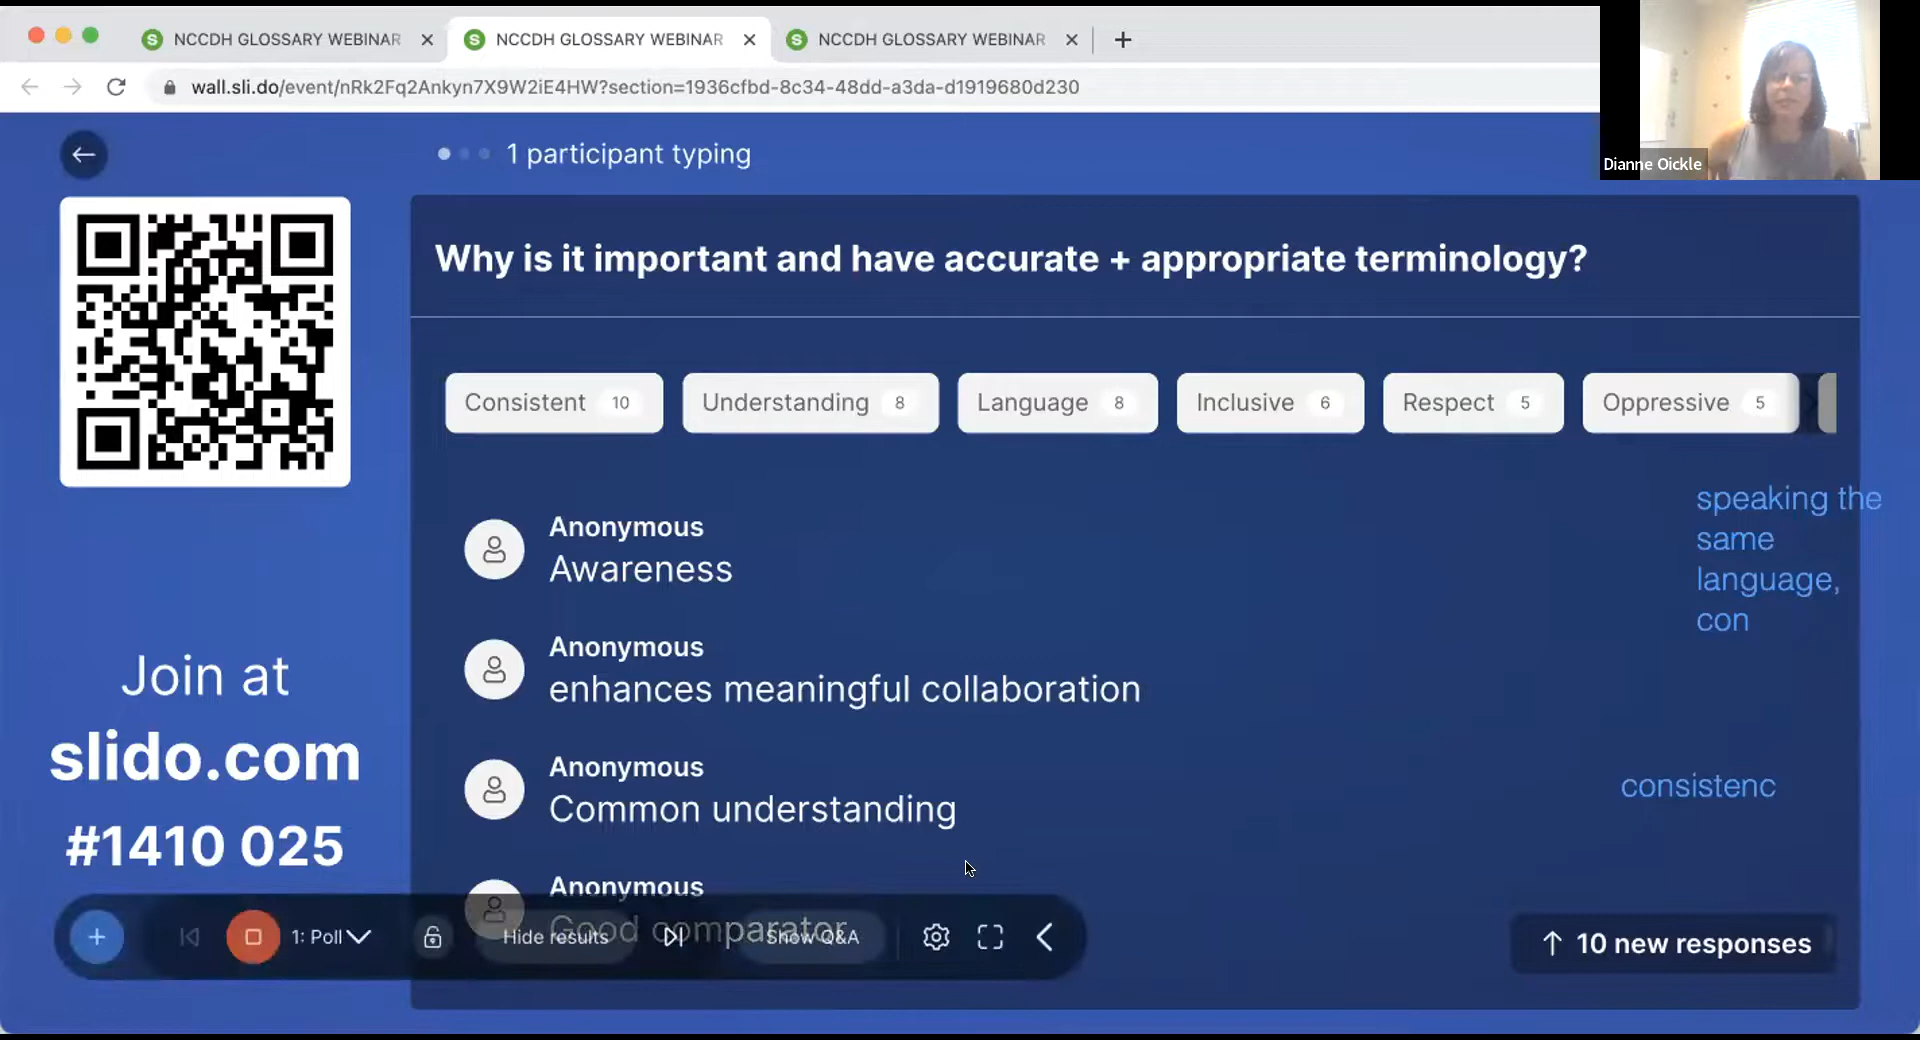 NCCDH GLOSSARY WEBINAR
NCCDH GLOSSARY WEBINAR
NCCDH GLOSSARY WEBINAR
wall.sli.do/event/nRk2Fq2Ankyn7X9W2iE4HW?section=1936cfbd-8c34-48dd-a3da-d1919680d230
Dianne Oickle
1 participant typing
Why is it important and have accurate + appropriate terminology?
Consistent 10
Understanding 8
Language 8
Inclusive 6
Respect 5
Oppressive 5
Anonymous
Awareness
Anonymous
enhances meaningful collaboration
Anonymous
Common understanding
Anonymous
Good comparator
speaking the
same
language,
con
consistenc
Join at
slido.com
#1410 025
1: Poll
Hide results
Show Q&A
10 new responses